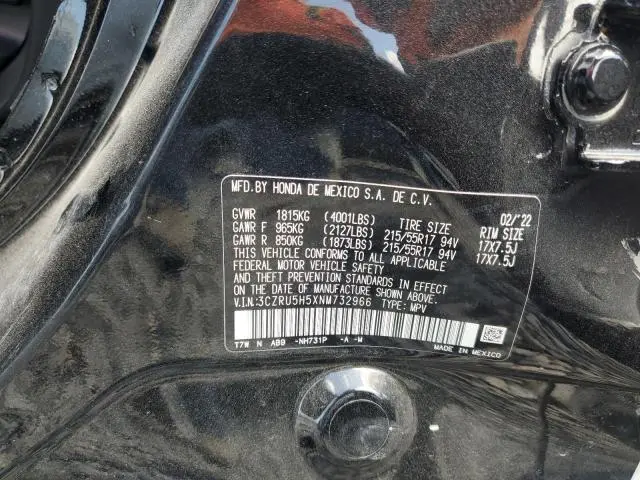 MFD.BY HONDA DE MEXICO S.A. DE C.V.
02/'22
GVWR 1815KG (4001LBS) TIRE SIZE RIM SIZE
GAWR F 965KG (2127LBS) 215/55R17 94V 17X7.5J
GAWR R 850KG (1873LBS) 215/55R17 94V 17X7.5J
THIS VEHICLE CONFORMS TO ALL APPLICABLE
FEDERAL MOTOR VEHICLE SAFETY
AND THEFT PREVENTION STANDARDS IN EFFECT
ON THE DATE OF MANUFACTURE SHOWN ABOVE.
V.I.N:3CZRU5H5XNM732966 TYPE: MPV
T7W N AB9 -NH731P -A -M
MADE IN MEXICO